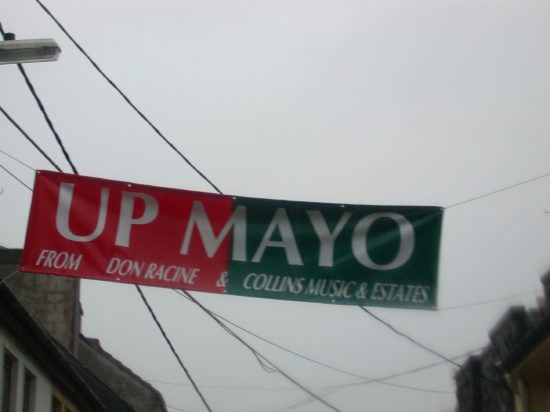 UP MAYO
FROM DON RACINE & COLLINS MUSIC & ESTATES